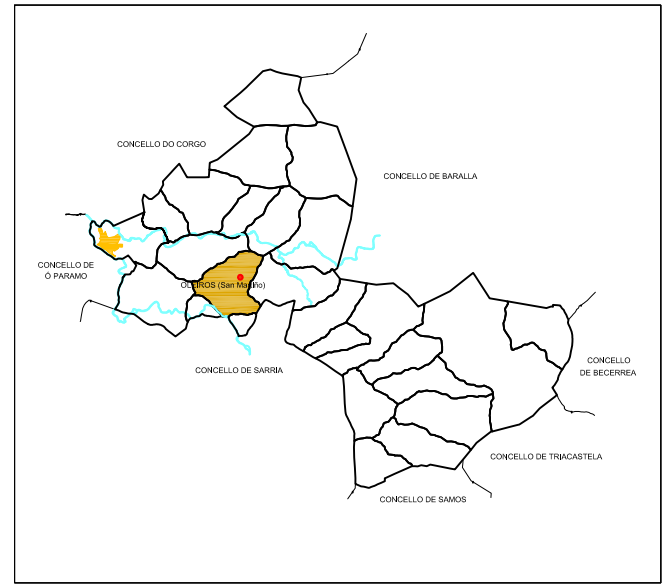 CONCELLO DO CORGO
CONCELLO DE BARALLA
CONCELLO DE
Ó PARAMO
OLEIROS (San Martiño)
CONCELLO DE SARRIA
CONCELLO
DE BECERREA
CONCELLO DE TRIACASTELA
CONCELLO DE SAMOS